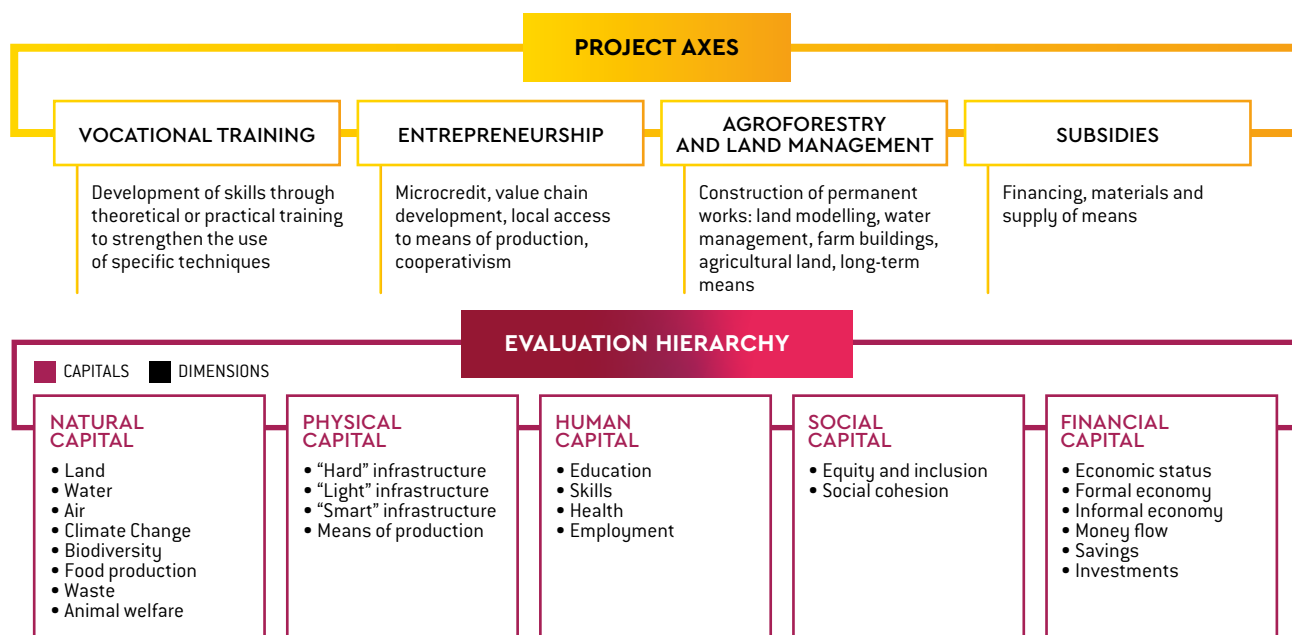 PROJECT AXES
VOCATIONAL TRAINING
Development of skills through
theoretical or practical training
to strengthen the use
of specific techniques
ENTREPRENEURSHIP
Microcredit, value chain
development, local access
to means of production,
cooperativism
AGROFORESTRY
AND LAND MANAGEMENT
Construction of permanent
works: land modelling, water
management, farm buildings,
agricultural land, long-term
means
SUBSIDIES
Financing, materials and
supply of means
EVALUATION HIERARCHY
CAPITALS
DIMENSIONS
NATURAL
CAPITAL
• Land
• Water
• Air
• Climate Change
• Biodiversity
• Food production
• Waste
• Animal welfare
PHYSICAL
CAPITAL
• “Hard” infrastructure
• “Light” infrastructure
• “Smart” infrastructure
• Means of production
HUMAN
CAPITAL
• Education
• Skills
• Health
• Employment
SOCIAL
CAPITAL
• Equity and inclusion
• Social cohesion
FINANCIAL
CAPITAL
• Economic status
• Formal economy
• Informal economy
• Money flow
• Savings
• Investments